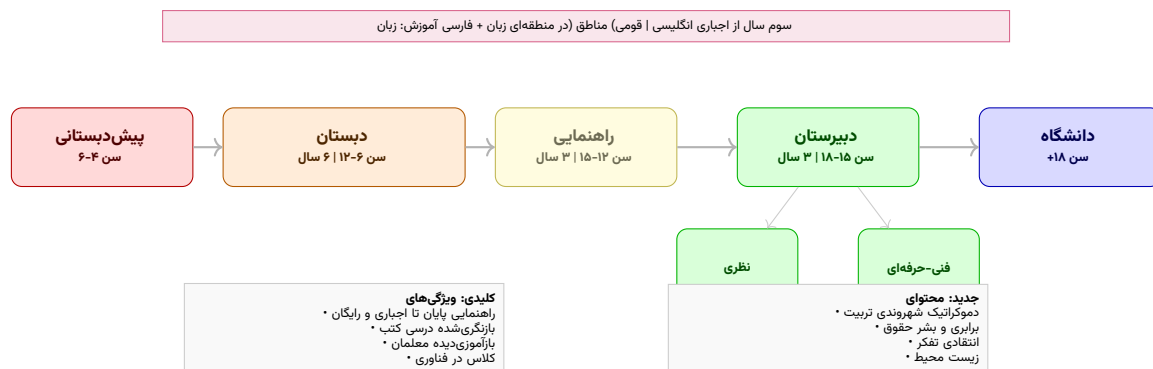 سوم سال از اجباری انگلیسی | قومی) مناطق (در منطقه‌ای زبان + فارسی آموزش: زبان
پیش‌دبستانی
سن ۴-۶
دبستان
سن ۶-۱۲ | ۶ سال
راهنمایی
سن ۱۲-۱۵ | ۳ سال
دبیرستان
سن ۱۵-۱۸ | ۳ سال
دانشگاه
سن ۱۸+
نظری
فنی-حرفه‌ای
کلیدی: ویژگی‌های
راهنمایی پایان تا اجباری و رایگان •
بازنگری‌شده درسی کتب •
بازآموزی‌دیده معلمان •
کلاس در فناوری •
جدید: محتوای
دموکراتیک شهروندی تربیت •
برابری و بشر حقوق •
انتقادی تفکر •
زیست محیط •